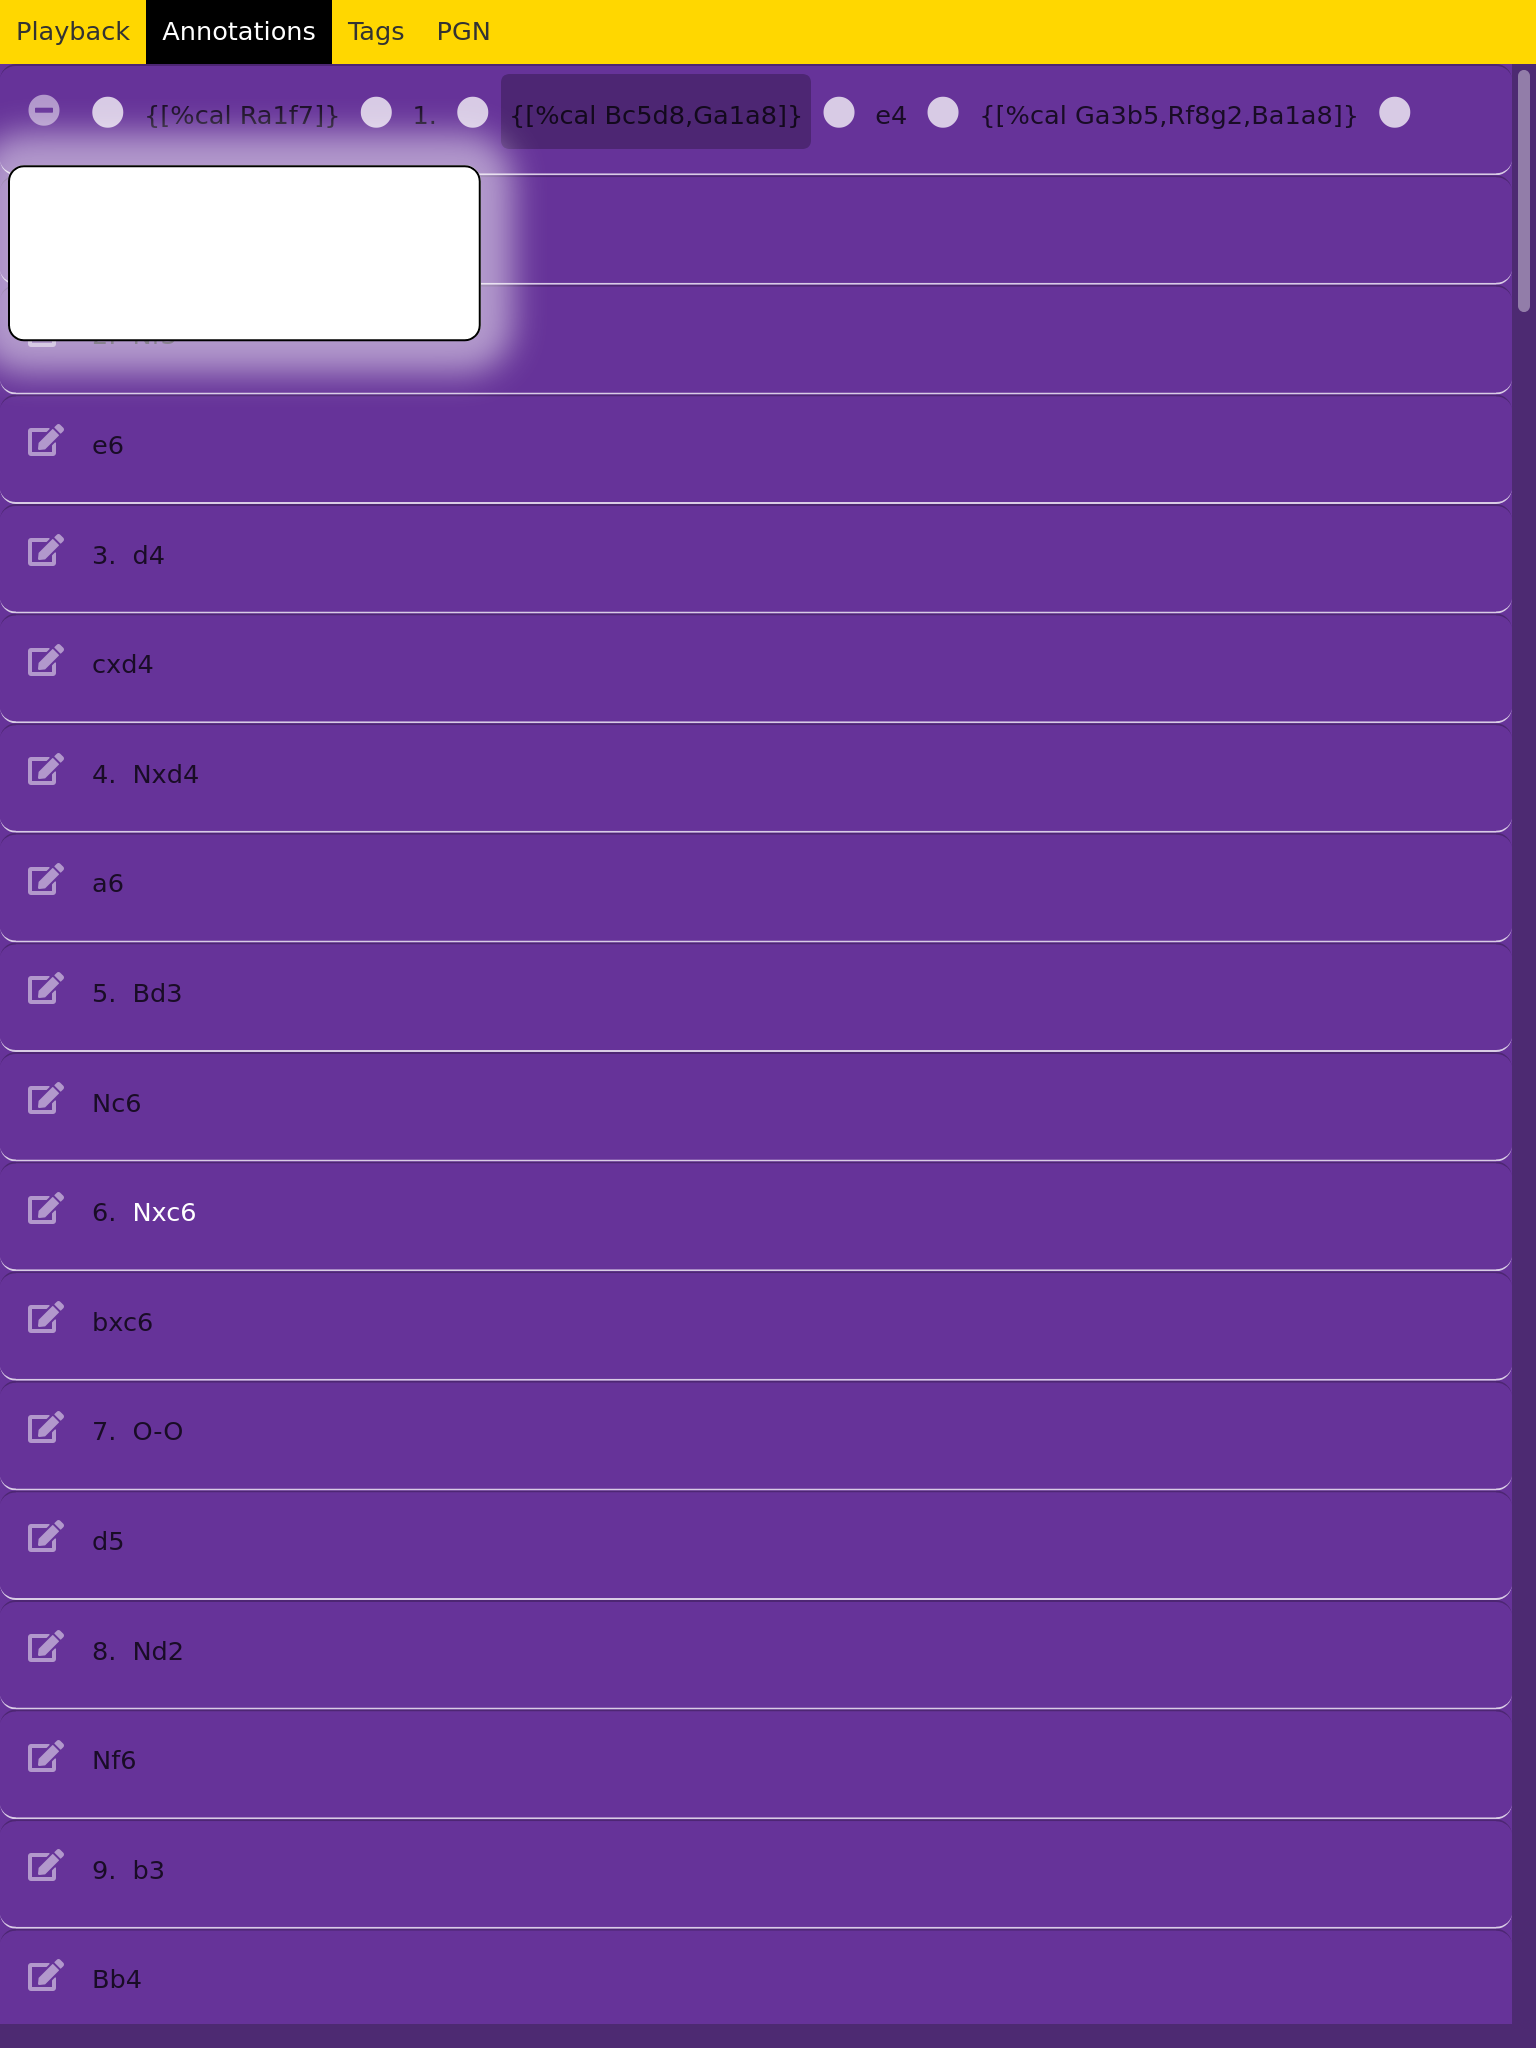 Playback Annotations Tags PGN
{[%cal Ra1f7]} 1. {[%cal Bc5d8,Ga1a8]} e4 {[%cal Ga3b5,Rf8g2,Ba1a8]}
e6
3. d4
cxd4
4. Nxd4
a6
5. Bd3
Nc6
6. Nxc6
bxc6
7. O-O
d5
8. Nd2
Nf6
9. b3
Bb4